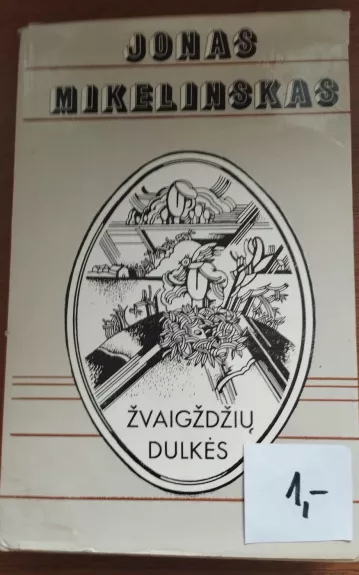 JONAS
MIKELINSKAS
ŽVAIGŽDŽIŲ
DULKĖS
1,-